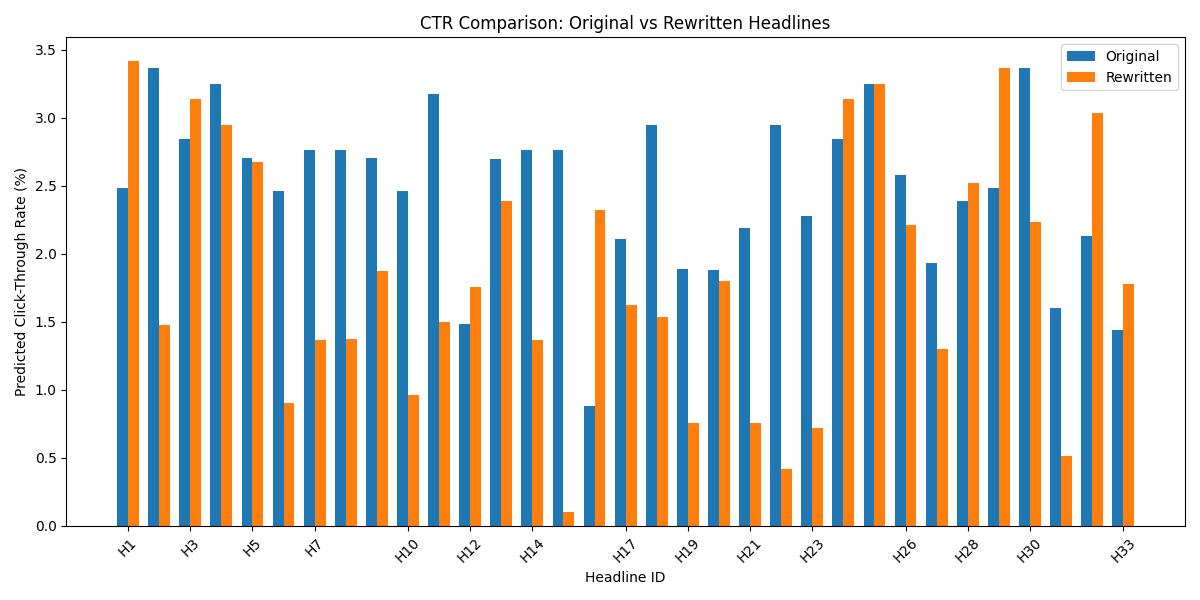 CTR Comparison: Original vs Rewritten Headlines
Original
Rewritten
Predicted Click-Through Rate (%)
3.5
3.0
2.5
2.0
1.5
1.0
0.5
0.0
H1 H3 H5 H7 H10 H12 H14 H17 H19 H21 H23 H26 H28 H30 H33
Headline ID